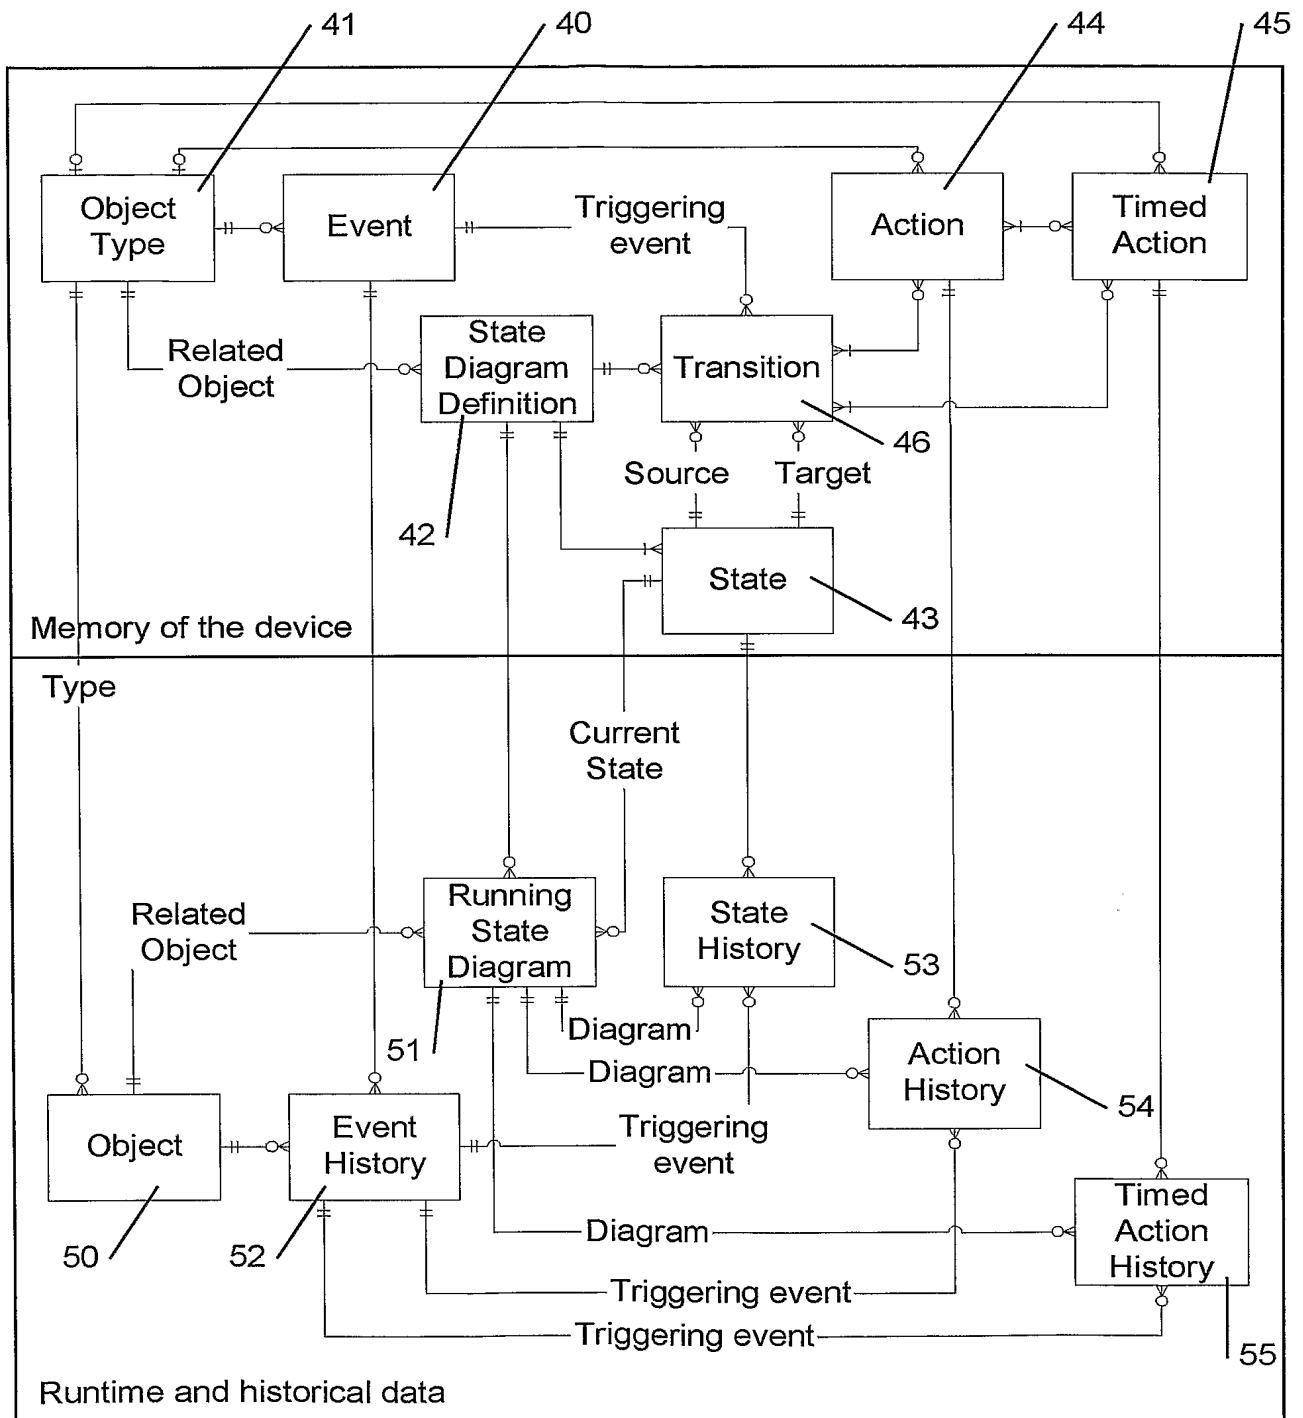 41
40
44
45
Object
Type
Event
Triggering
event
Action
Timed
Action
Related
Object
State
Diagram
Definition
Transition
46
Source
Target
42
State
43
Memory of the device
Type
Current
State
Related
Object
Running
State
Diagram
State
History
53
51
Diagram
Diagram
Action
History
54
Object
Event
History
Triggering
event
50
52
Diagram
Timed
Action
History
Triggering event
Triggering event
55
Runtime and historical data